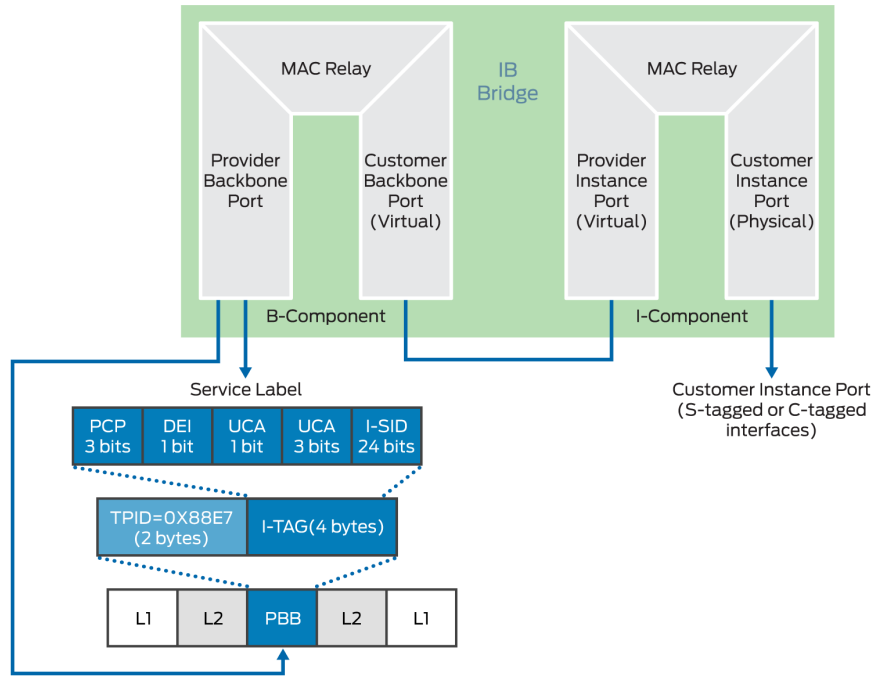 MAC Relay
IB
Bridge
MAC Relay
Provider
Backbone
Port
Customer
Backbone
Port
(Virtual)
Provider
Instance
Port
(Virtual)
Customer
Instance
Port
(Physical)
B-Component
I-Component
Service Label
Customer Instance Port
(S-tagged or C-tagged
interfaces)
PCP
3 bits
DEI
1 bit
UCA
1 bit
UCA
3 bits
I-SID
24 bits
TPID=0X88E7
(2 bytes)
I-TAG(4 bytes)
L1
L2
PBB
L2
L1